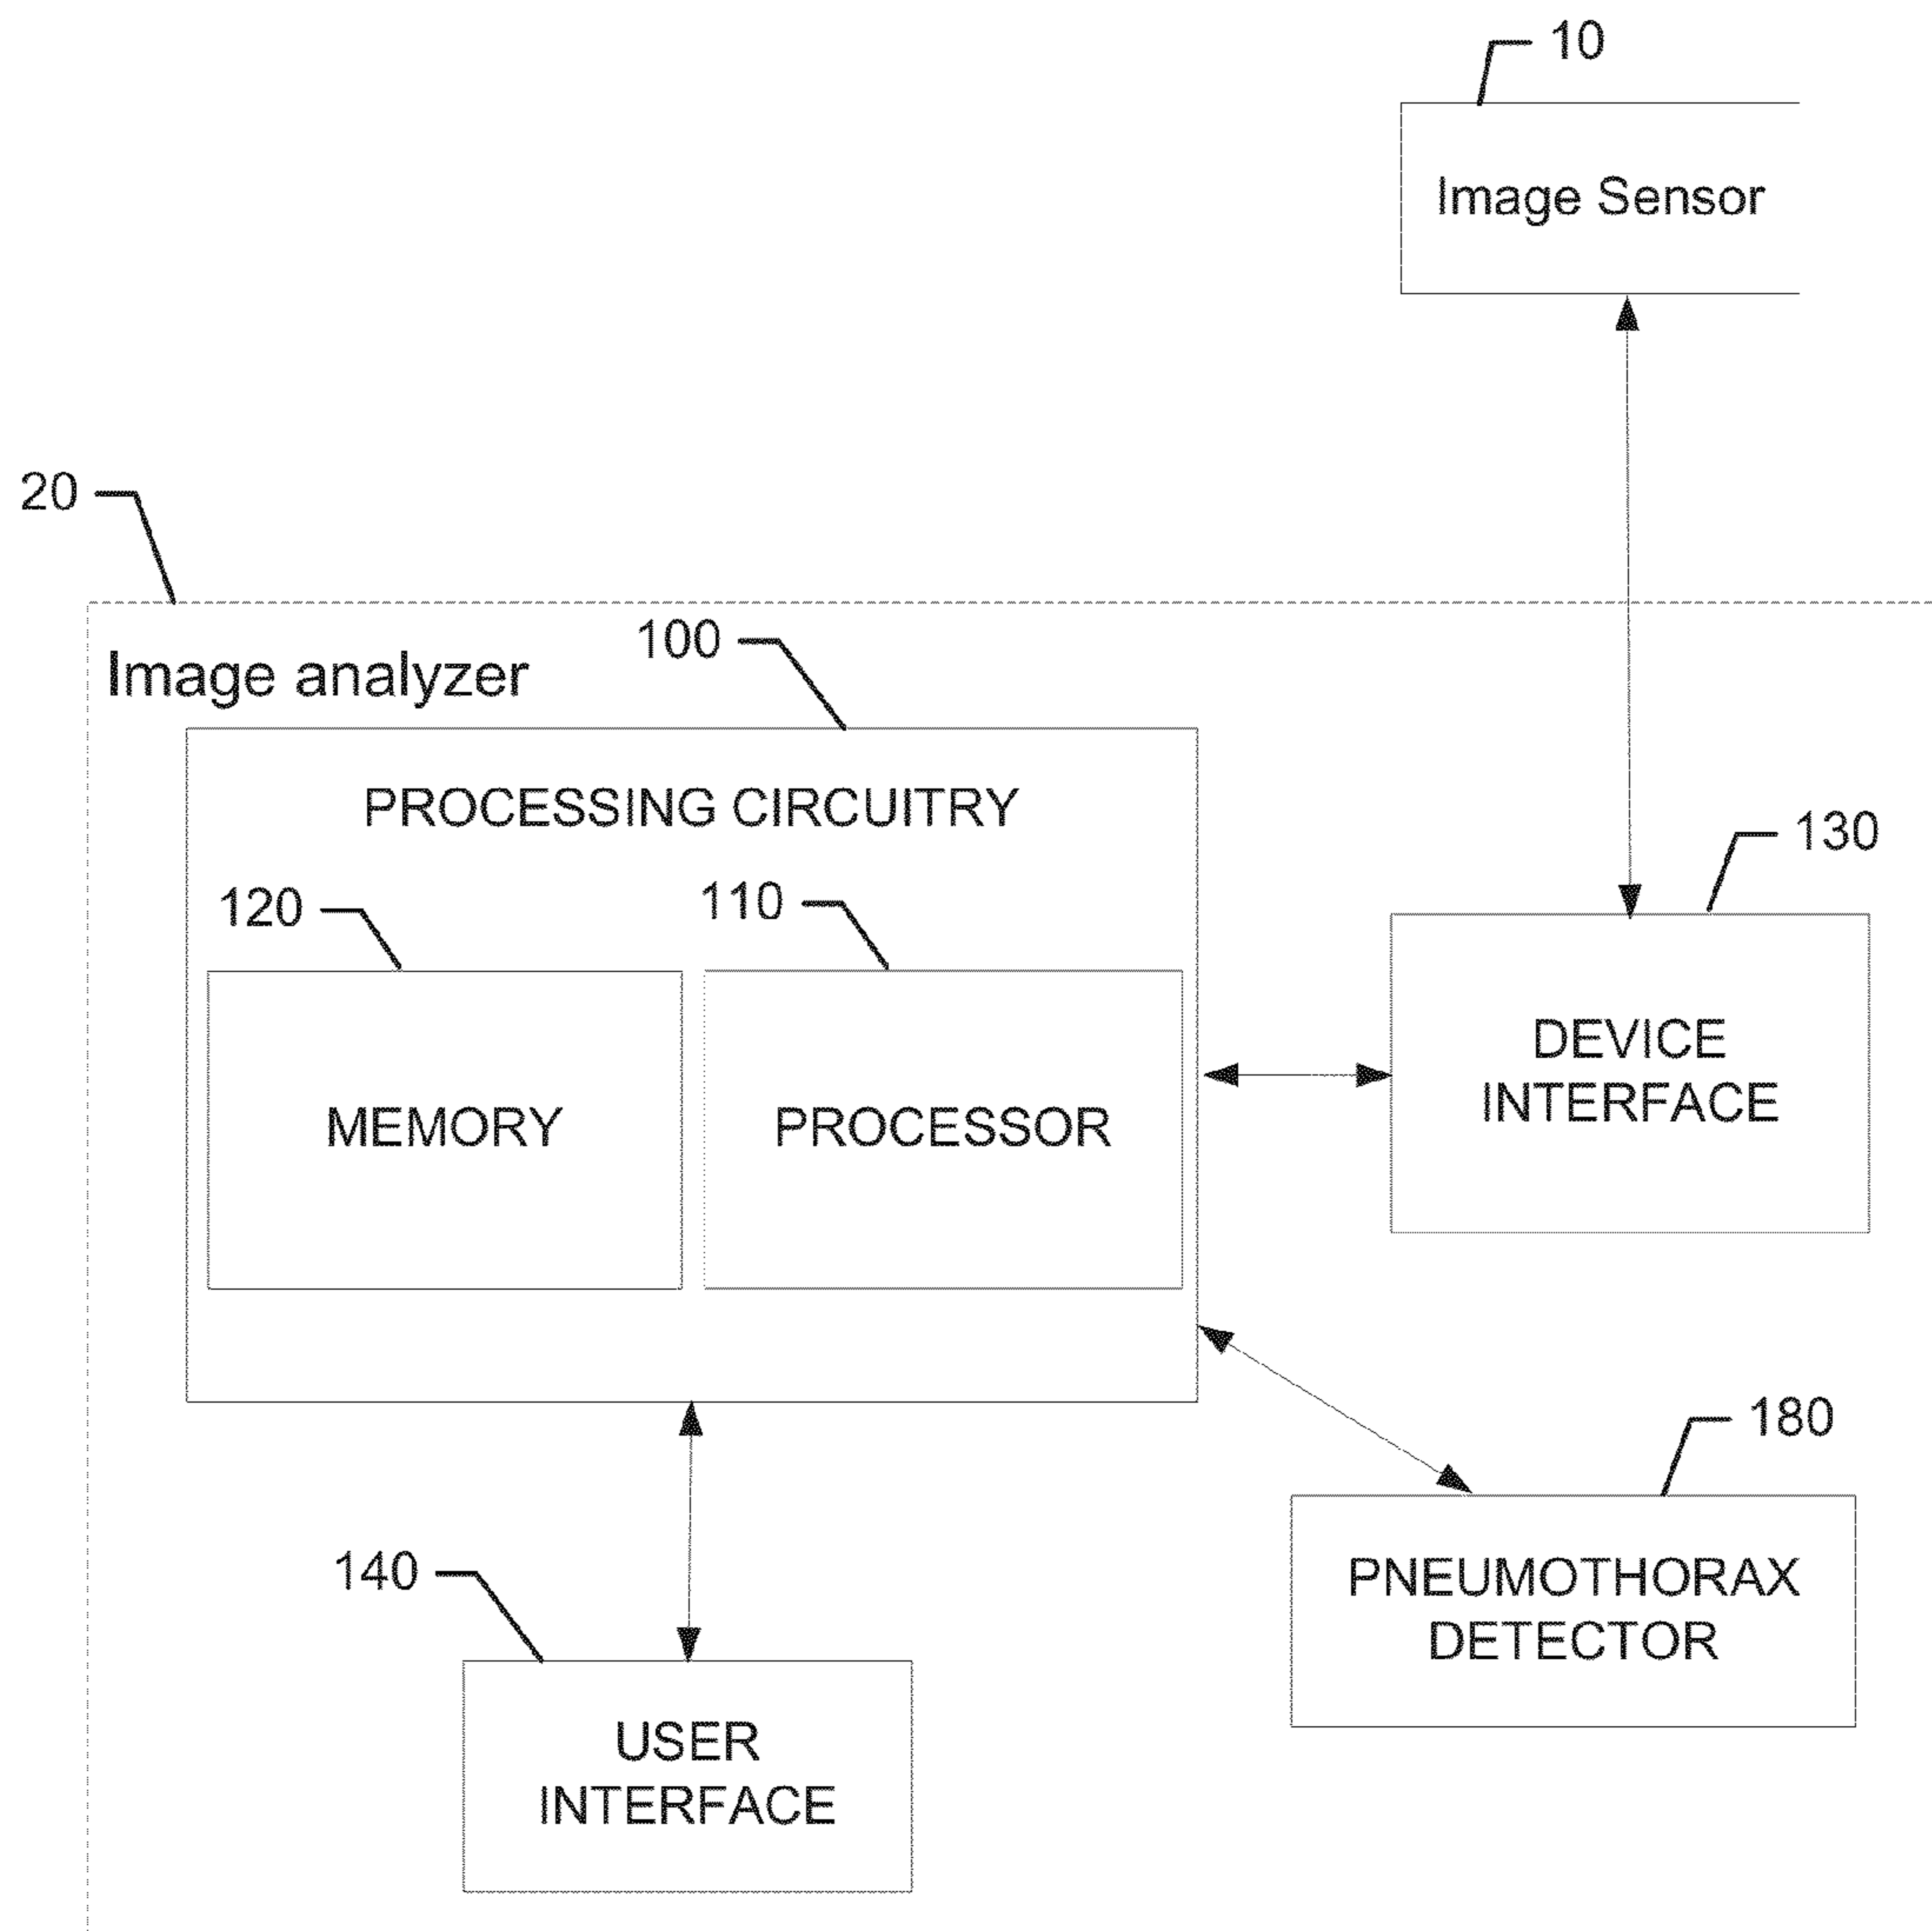 10
Image Sensor
20
Image analyzer
100
PROCESSING CIRCUITRY
130
120
110
DEVICE
INTERFACE
MEMORY
PROCESSOR
180
PNEUMOTHORAX
DETECTOR
140
USER
INTERFACE